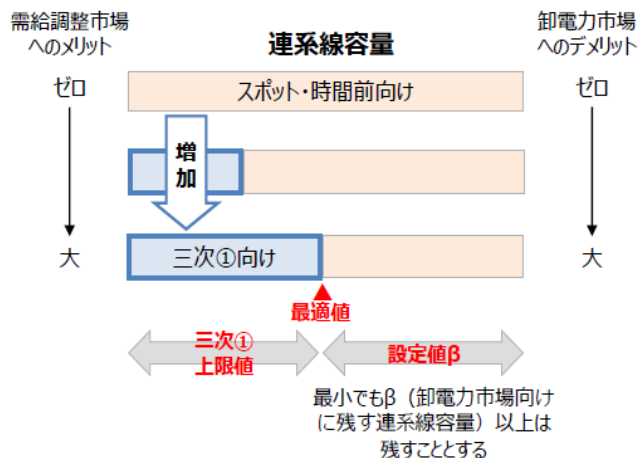 需給調整市場
へのメリット
連系線容量
卸電力市場
へのデメリット
ゼロ
スポット・時間前向け
ゼロ
増
加
大
三次①向け
大
最適値
三次①
上限値
設定値β
最小でもβ（卸電力市場向け
に残す連系線容量）以上は
残すこととする